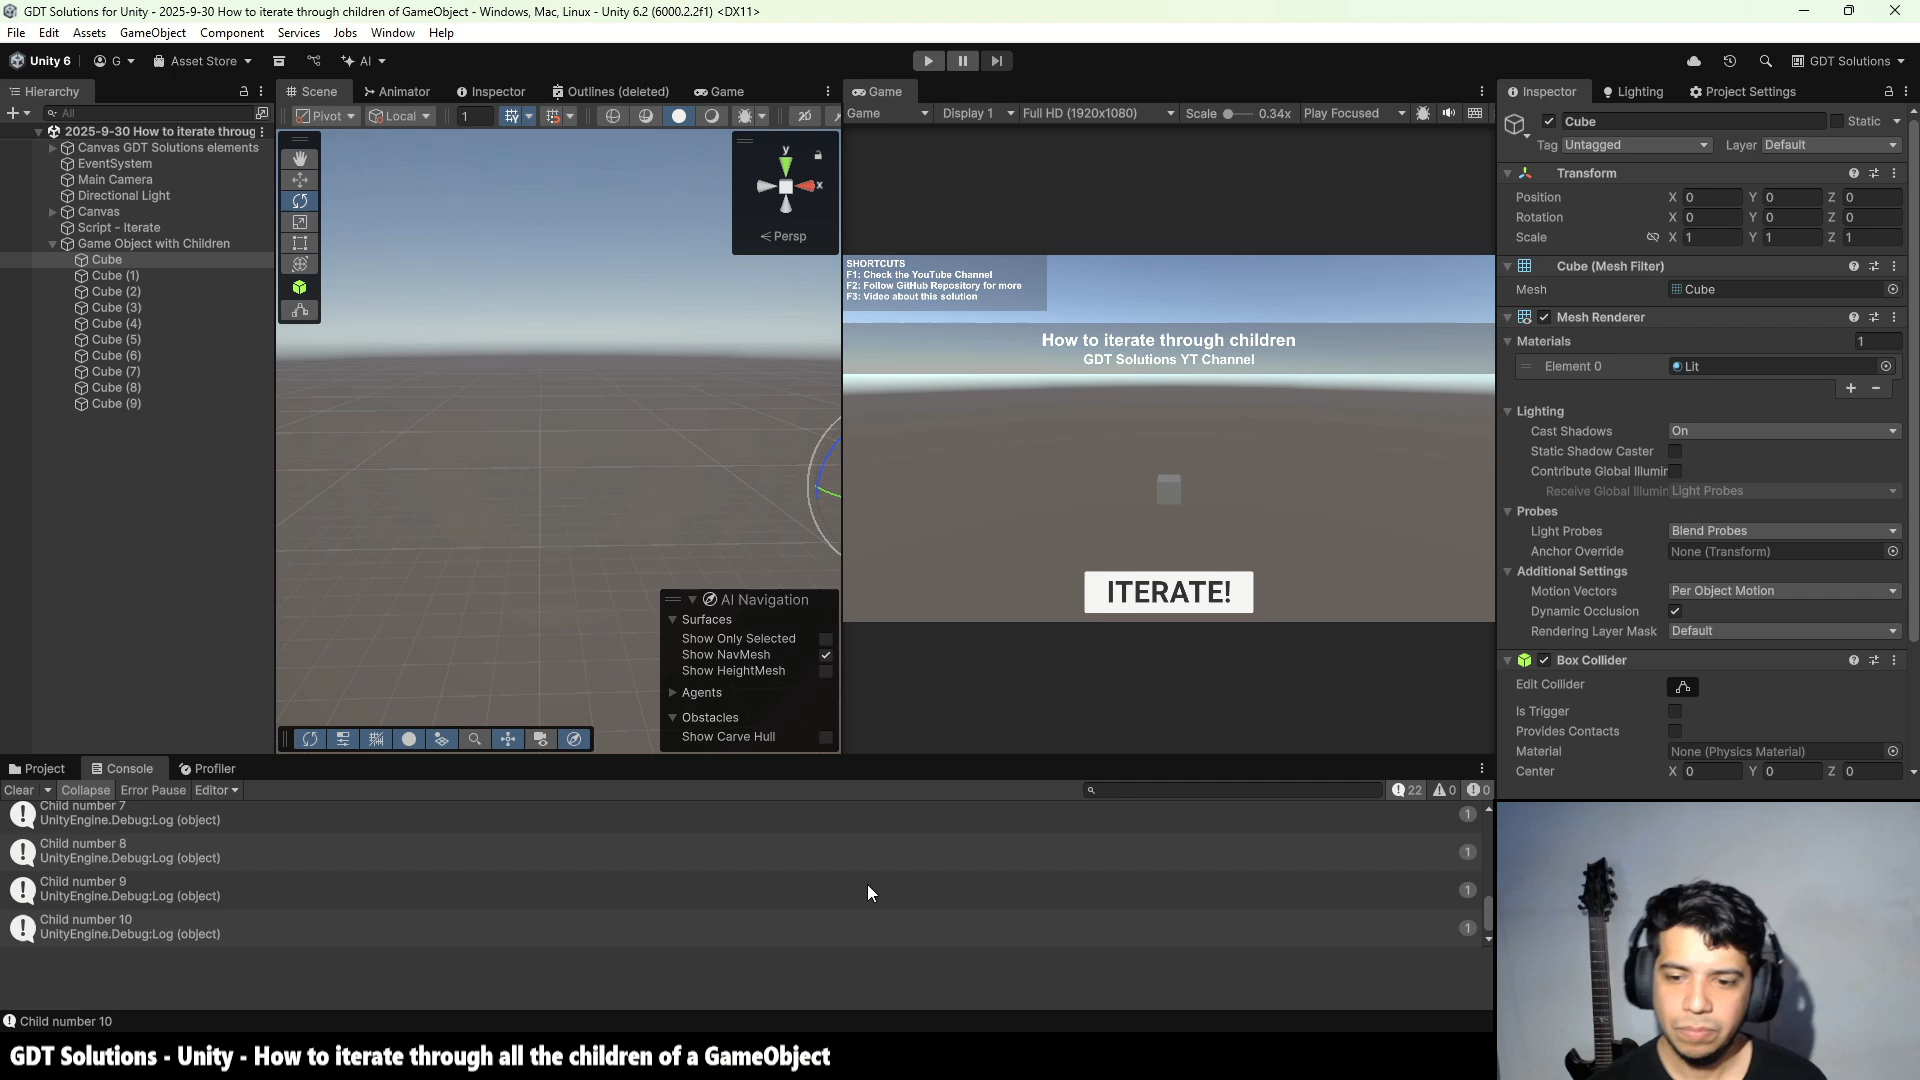 GDT Solutions for Unity - 2025-9-30 How to iterate through children of GameObject - Windows, Mac, Linux - Unity 6.2 (6000.2.2f1) <DX11>
File Edit Assets GameObject Component Services Jobs Window Help
Unity 6 G Asset Store AI GDT Solutions
Hierarchy
All
2025-9-30 How to iterate throug
Canvas GDT Solutions elements
EventSystem
Main Camera
Directional Light
Canvas
Script - Iterate
Game Object with Children
Cube
Cube (1)
Cube (2)
Cube (3)
Cube (4)
Cube (5)
Cube (6)
Cube (7)
Cube (8)
Cube (9)
Scene Animator Inspector Outlines (deleted) Game
Pivot Local 1 2D
y
x
Persp
AI Navigation
Surfaces
Show Only Selected
Show NavMesh
Show HeightMesh
Agents
Obstacles
Show Carve Hull
Game
Game Display 1 Full HD (1920x1080) Scale 0.34x Play Focused
SHORTCUTS
F1: Check the YouTube Channel
F2: Follow GitHub Repository for more
F3: Video about this solution
How to iterate through children
GDT Solutions YT Channel
ITERATE!
Inspector Lighting Project Settings
Cube Static
Tag Untagged Layer Default
Transform
Position X 0 Y 0 Z 0
Rotation X 0 Y 0 Z 0
Scale X 1 Y 1 Z 1
Cube (Mesh Filter)
Mesh Cube
Mesh Renderer
Materials 1
Element 0 Lit
Lighting
Cast Shadows On
Static Shadow Caster
Contribute Global Illumin
Receive Global Illumin Light Probes
Probes
Light Probes Blend Probes
Anchor Override None (Transform)
Additional Settings
Motion Vectors Per Object Motion
Dynamic Occlusion
Rendering Layer Mask Default
Box Collider
Edit Collider
Is Trigger
Provides Contacts
Material None (Physics Material)
Center X 0 Y 0 Z 0
Project Console Profiler
Clear Collapse Error Pause Editor 22 0 0
Child number 7
UnityEngine.Debug:Log (object) 1
Child number 8
UnityEngine.Debug:Log (object) 1
Child number 9
UnityEngine.Debug:Log (object) 1
Child number 10
UnityEngine.Debug:Log (object) 1
Child number 10
GDT Solutions - Unity - How to iterate through all the children of a GameObject